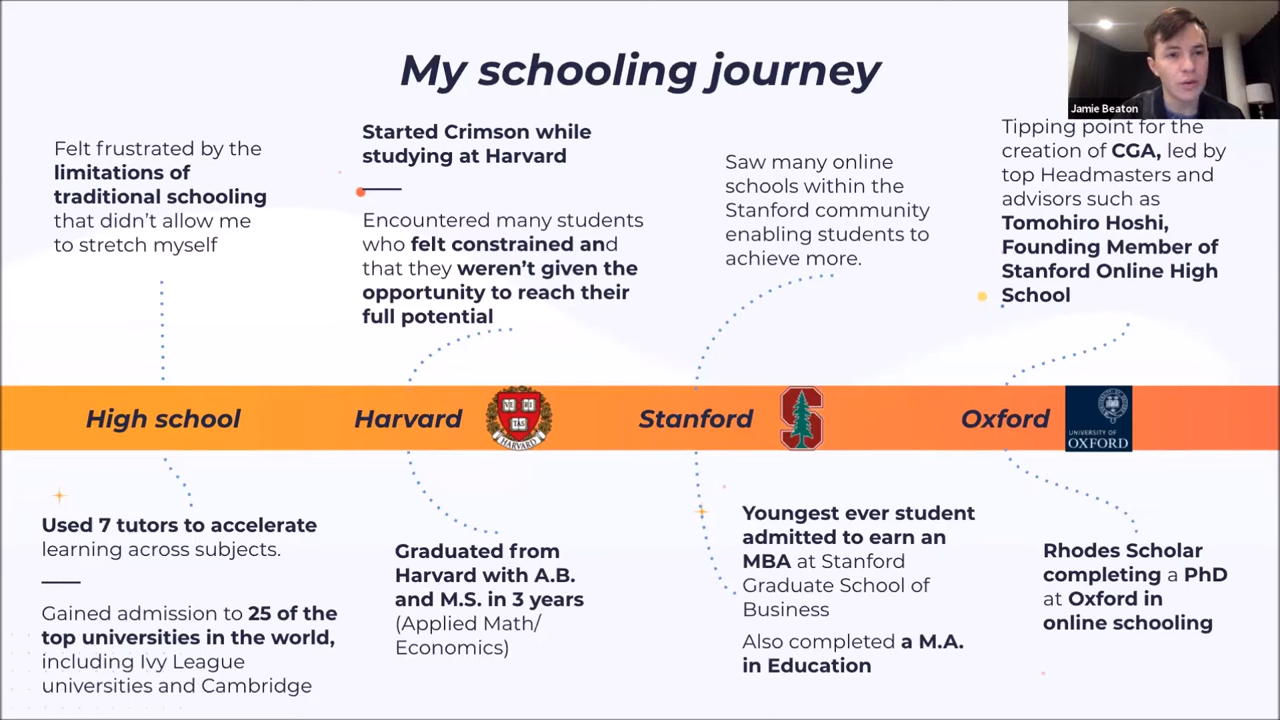 My schooling journey
Jamie Beaton
Felt frustrated by the
limitations of
traditional schooling
that didn't allow me
to stretch myself
Started Crimson while
studying at Harvard
Encountered many students
who felt constrained and
that they weren't given the
opportunity to reach their
full potential
Saw many online
schools within the
Stanford community
enabling students to
achieve more.
Tipping point for the
creation of CGA, led by
top Headmasters and
advisors such as
Tomohiro Hoshi,
Founding Member of
Stanford Online High
School
High school
Harvard
VE RI
TAS
HARVARD
Stanford
S
Oxford
UNIVERSITY OF
OXFORD
Used 7 tutors to accelerate
learning across subjects.
Gained admission to 25 of the
top universities in the world,
including Ivy League
universities and Cambridge
Graduated from
Harvard with A.B.
and M.S. in 3 years
(Applied Math/
Economics)
Youngest ever student
admitted to earn an
MBA at Stanford
Graduate School of
Business
Also completed a M.A.
in Education
Rhodes Scholar
completing a PhD
at Oxford in
online schooling